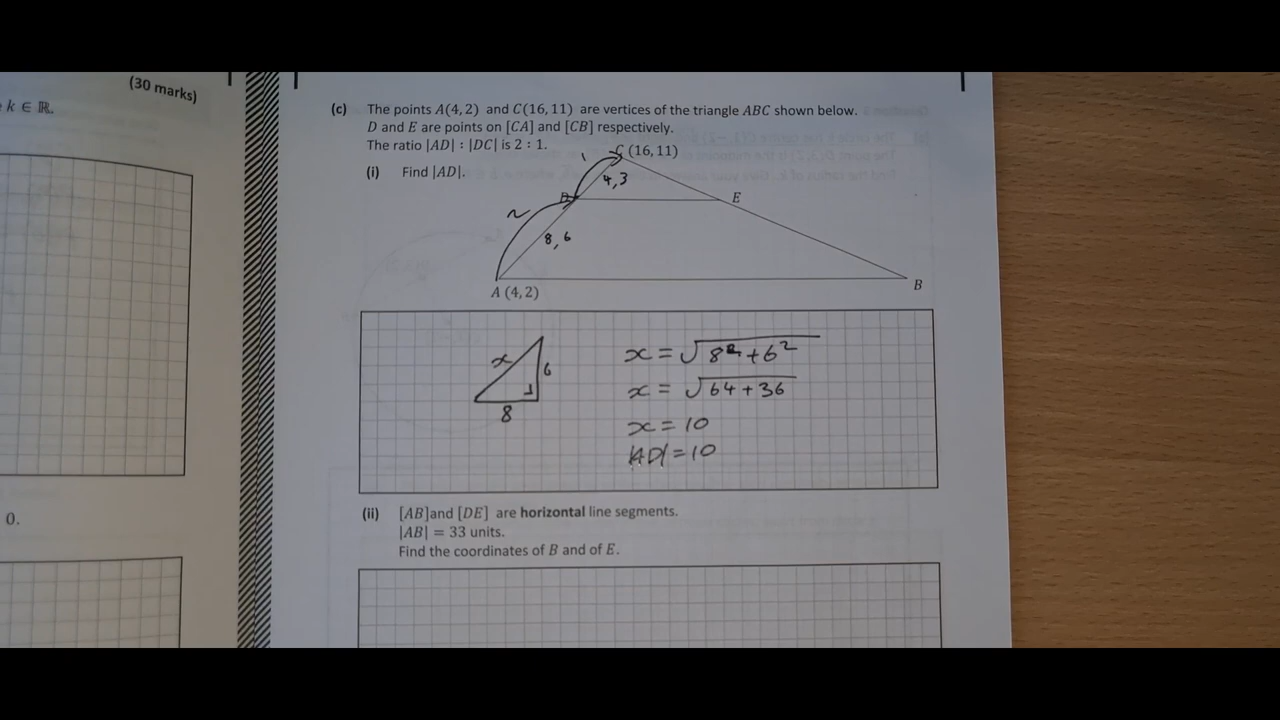 (30 marks)
k ∈ ℝ.
0.
(c) The points A(4, 2) and C(16, 11) are vertices of the triangle ABC shown below.
D and E are points on [CA] and [CB] respectively.
The ratio |AD| : |DC| is 2 : 1.
(i) Find |AD|.
C (16, 11)
1
4, 3
E
2
8, 6
A (4, 2)
B
x
6
8
x = √8²+6²
x = √64+36
x = 10
|AD| = 10
(ii) [AB]and [DE] are horizontal line segments.
|AB| = 33 units.
Find the coordinates of B and of E.